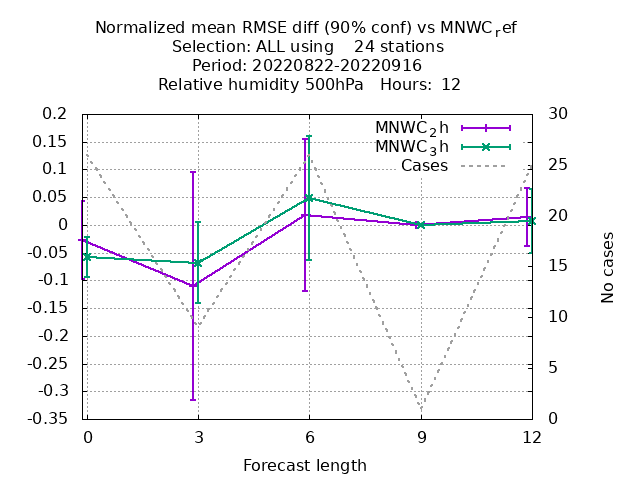 Normalized mean RMSE diff (90% conf) vs MNWC_ref
Selection: ALL using    24 stations
Period: 20220822-20220916
Relative humidity 500hPa   Hours: 12
MNWC_2h
MNWC_3h
Cases
0.2
0.15
0.1
0.05
0
-0.05
-0.1
-0.15
-0.2
-0.25
-0.3
-0.35
30
25
20
15
10
5
0
No cases
0 3 6 9 12
Forecast length